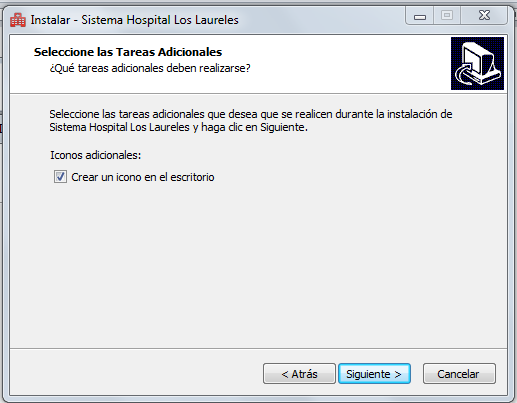 Instalar - Sistema Hospital Los Laureles
Seleccione las Tareas Adicionales
¿Qué tareas adicionales deben realizarse?
Seleccione las tareas adicionales que desea que se realicen durante la instalación de
Sistema Hospital Los Laureles y haga clic en Siguiente.
Iconos adicionales:
Crear un icono en el escritorio
< Atrás
Siguiente >
Cancelar